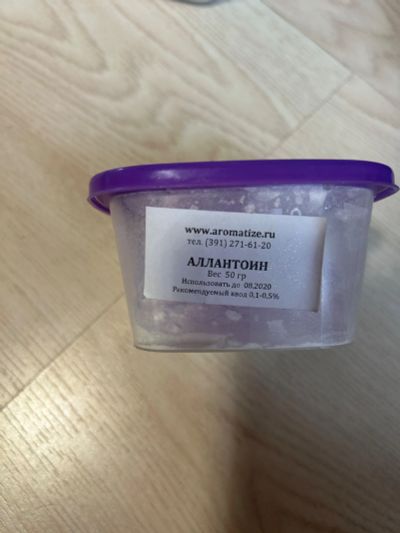 www.aromatize.ru
тел. (391) 271-61-20
АЛЛАНТОИН
Вес 50 гр
Использовать до 08.2020
Рекомендуемый ввод 0,1-0,5%